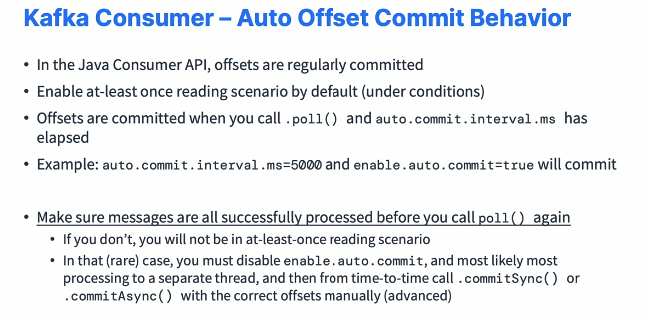 Kafka Consumer – Auto Offset Commit Behavior
• In the Java Consumer API, offsets are regularly committed
• Enable at-least once reading scenario by default (under conditions)
• Offsets are committed when you call .poll() and auto.commit.interval.ms has
elapsed
• Example: auto.commit.interval.ms=5000 and enable.auto.commit=true will commit
• Make sure messages are all successfully processed before you call poll() again
• If you don't, you will not be in at-least-once reading scenario
• In that (rare) case, you must disable enable.auto.commit, and most likely most
processing to a separate thread, and then from time-to-time call .commitSync() or
.commitAsync() with the correct offsets manually (advanced)